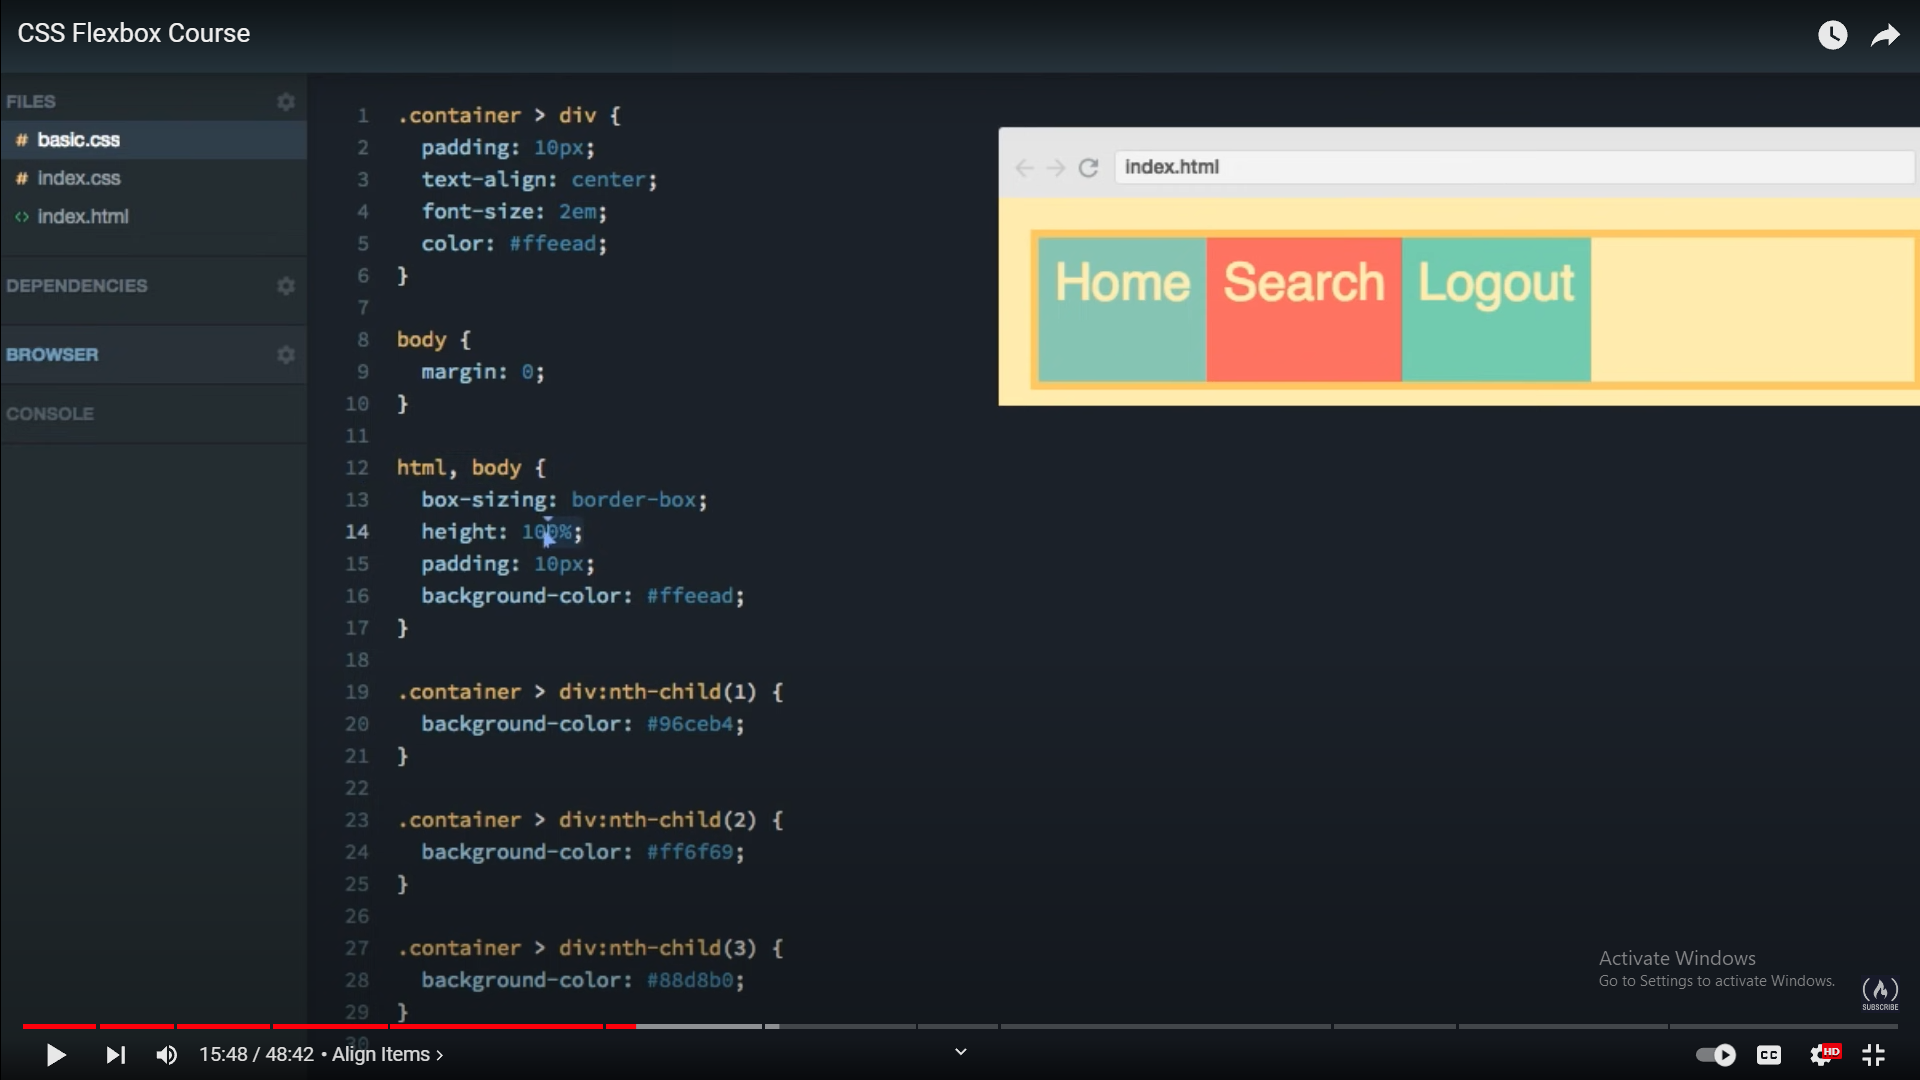 CSS Flexbox Course
FILES
# basic.css
# index.css
<> index.html
DEPENDENCIES
BROWSER
CONSOLE
1 .container > div {
2 padding: 10px;
3 text-align: center;
4 font-size: 2em;
5 color: #ffeead;
6 }
7
8 body {
9 margin: 0;
10 }
11
12 html, body {
13 box-sizing: border-box;
14 height: 100%;
15 padding: 10px;
16 background-color: #ffeead;
17 }
18
19 .container > div:nth-child(1) {
20 background-color: #96ceb4;
21 }
22
23 .container > div:nth-child(2) {
24 background-color: #ff6f69;
25 }
26
27 .container > div:nth-child(3) {
28 background-color: #88d8b0;
29 }
30
index.html
Home Search Logout
Activate Windows
Go to Settings to activate Windows.
SUBSCRIBE
15:48 / 48:42 • Align Items ›
CC
HD